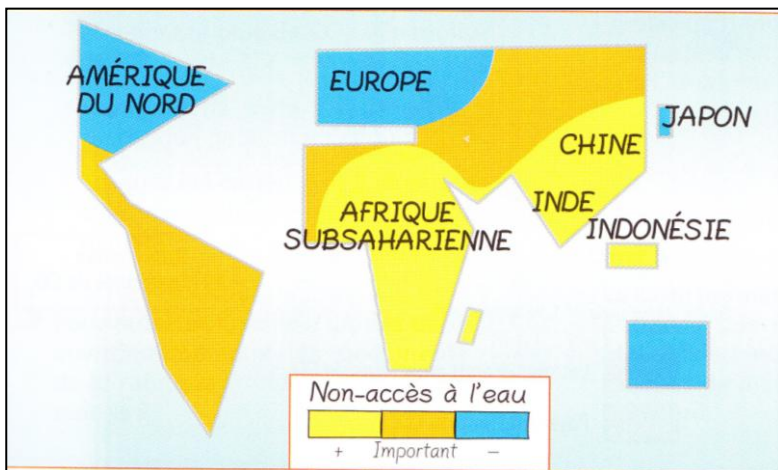 AMÉRIQUE
DU NORD
EUROPE
JAPON
CHINE
AFRIQUE
SUBSAHARIENNE
INDE
INDONÉSIE
Non-accès à l'eau
+ Important −